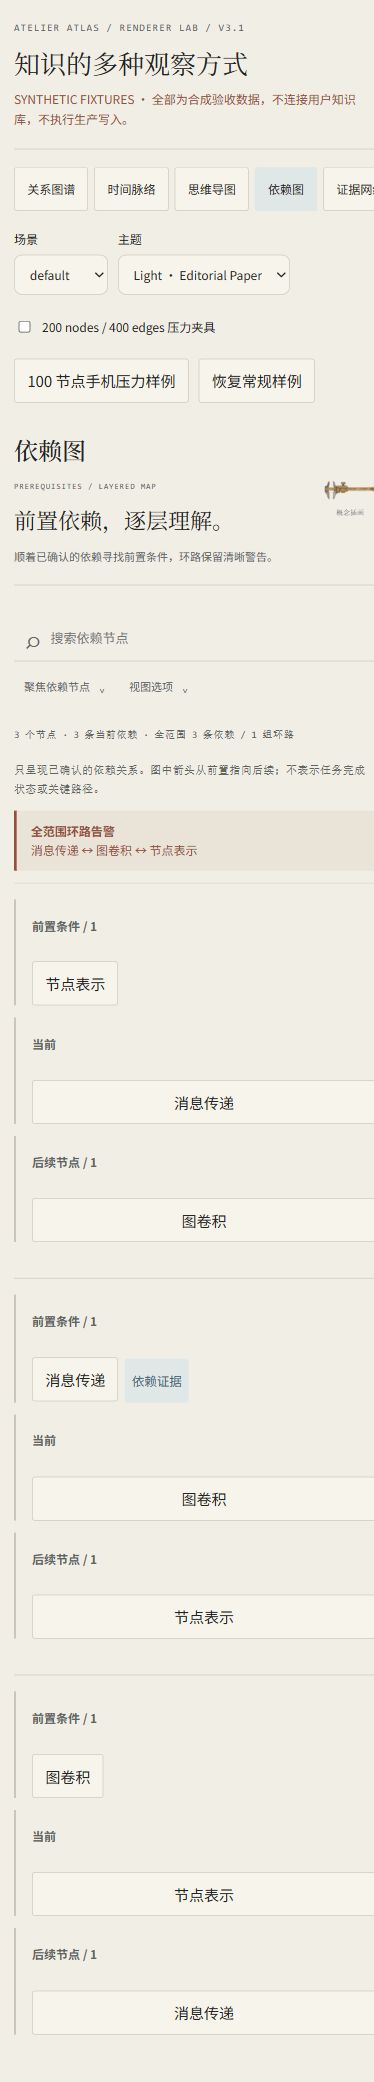 ATELIER ATLAS / RENDERER LAB / V3.1
知识的多种观察方式
SYNTHETIC FIXTURES · 全部为合成验收数据，不连接用户知识
库，不执行生产写入。
关系图谱 时间脉络 思维导图 依赖图 证据网
场景 主题
default Light · Editorial Paper
200 nodes / 400 edges 压力夹具
100 节点手机压力样例 恢复常规样例
依赖图
PREREQUISITES / LAYERED MAP
前置依赖，逐层理解。
概念插画
顺着已确认的依赖寻找前置条件，环路保留清晰警告。
搜索依赖节点
聚焦依赖节点 视图选项
3 个节点 · 3 条当前依赖 · 全范围 3 条依赖 / 1 组环路
只呈现已确认的依赖关系。图中箭头从前置指向后续；不表示任务完成
状态或关键路径。
全范围环路告警
消息传递 ↔ 图卷积 ↔ 节点表示
前置条件 / 1
节点表示
当前
消息传递
后续节点 / 1
图卷积
前置条件 / 1
消息传递 依赖证据
当前
图卷积
后续节点 / 1
节点表示
前置条件 / 1
图卷积
当前
节点表示
后续节点 / 1
消息传递